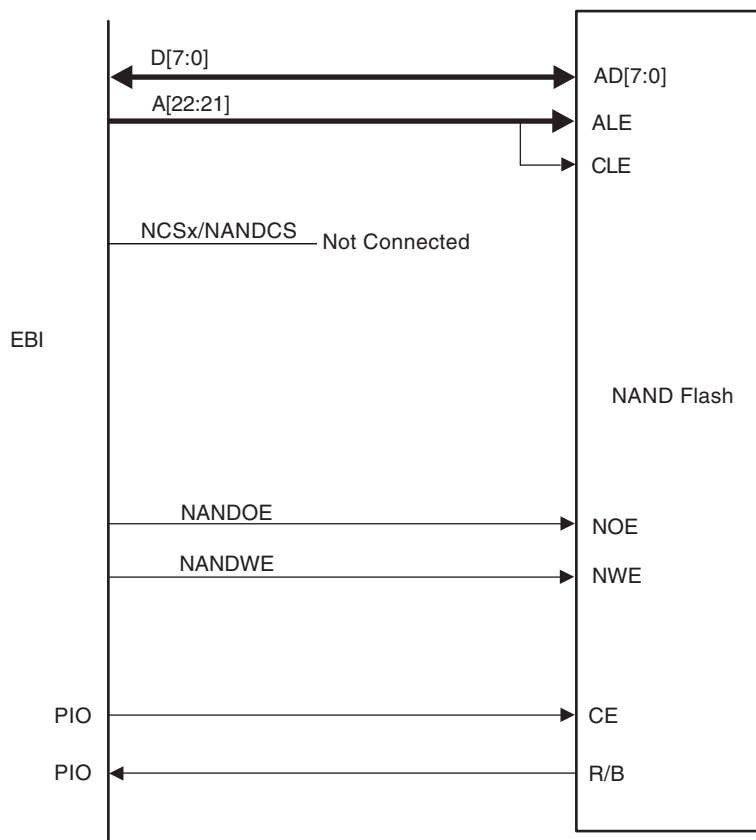 D[7:0]
AD[7:0]
A[22:21]
ALE
CLE
NCSx/NANDCS
Not Connected
EBI
NAND Flash
NANDOE
NOE
NANDWE
NWE
PIO
CE
PIO
R/B